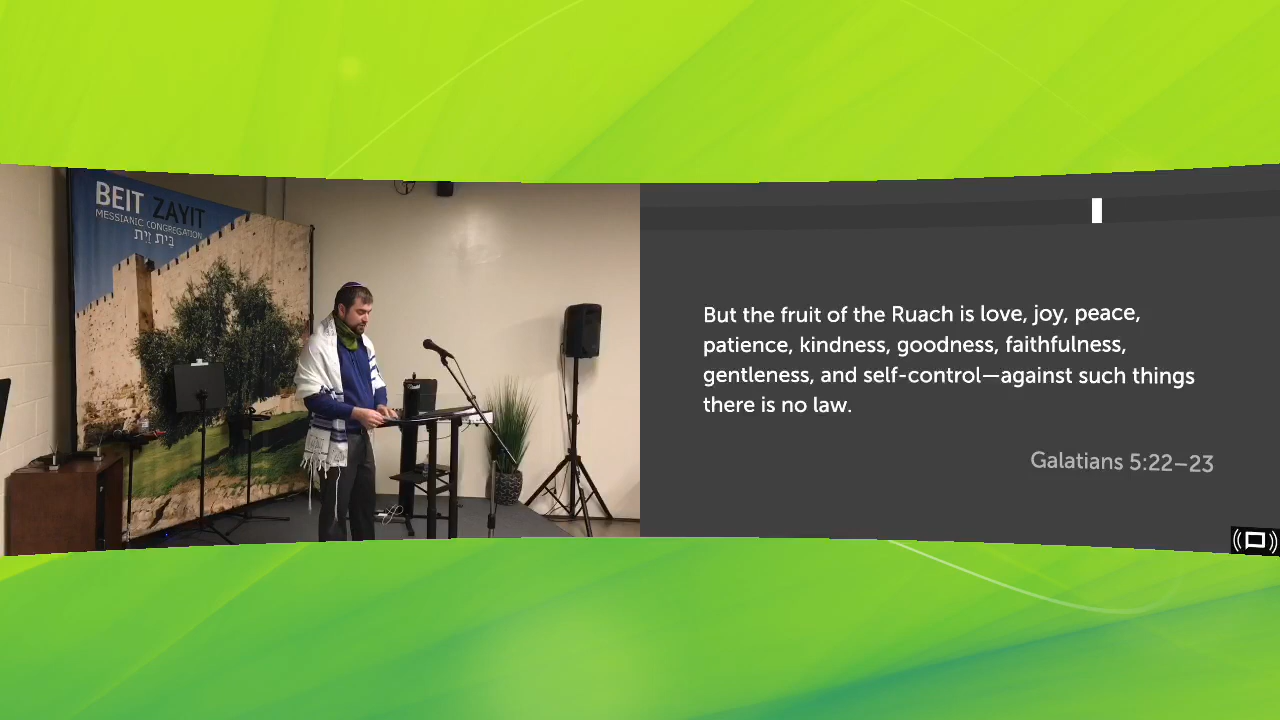 BEIT ZAYIT
MESSIANIC CONGREGATION
בית זית
But the fruit of the Ruach is love, joy, peace,
patience, kindness, goodness, faithfulness,
gentleness, and self-control—against such things
there is no law.
Galatians 5:22–23